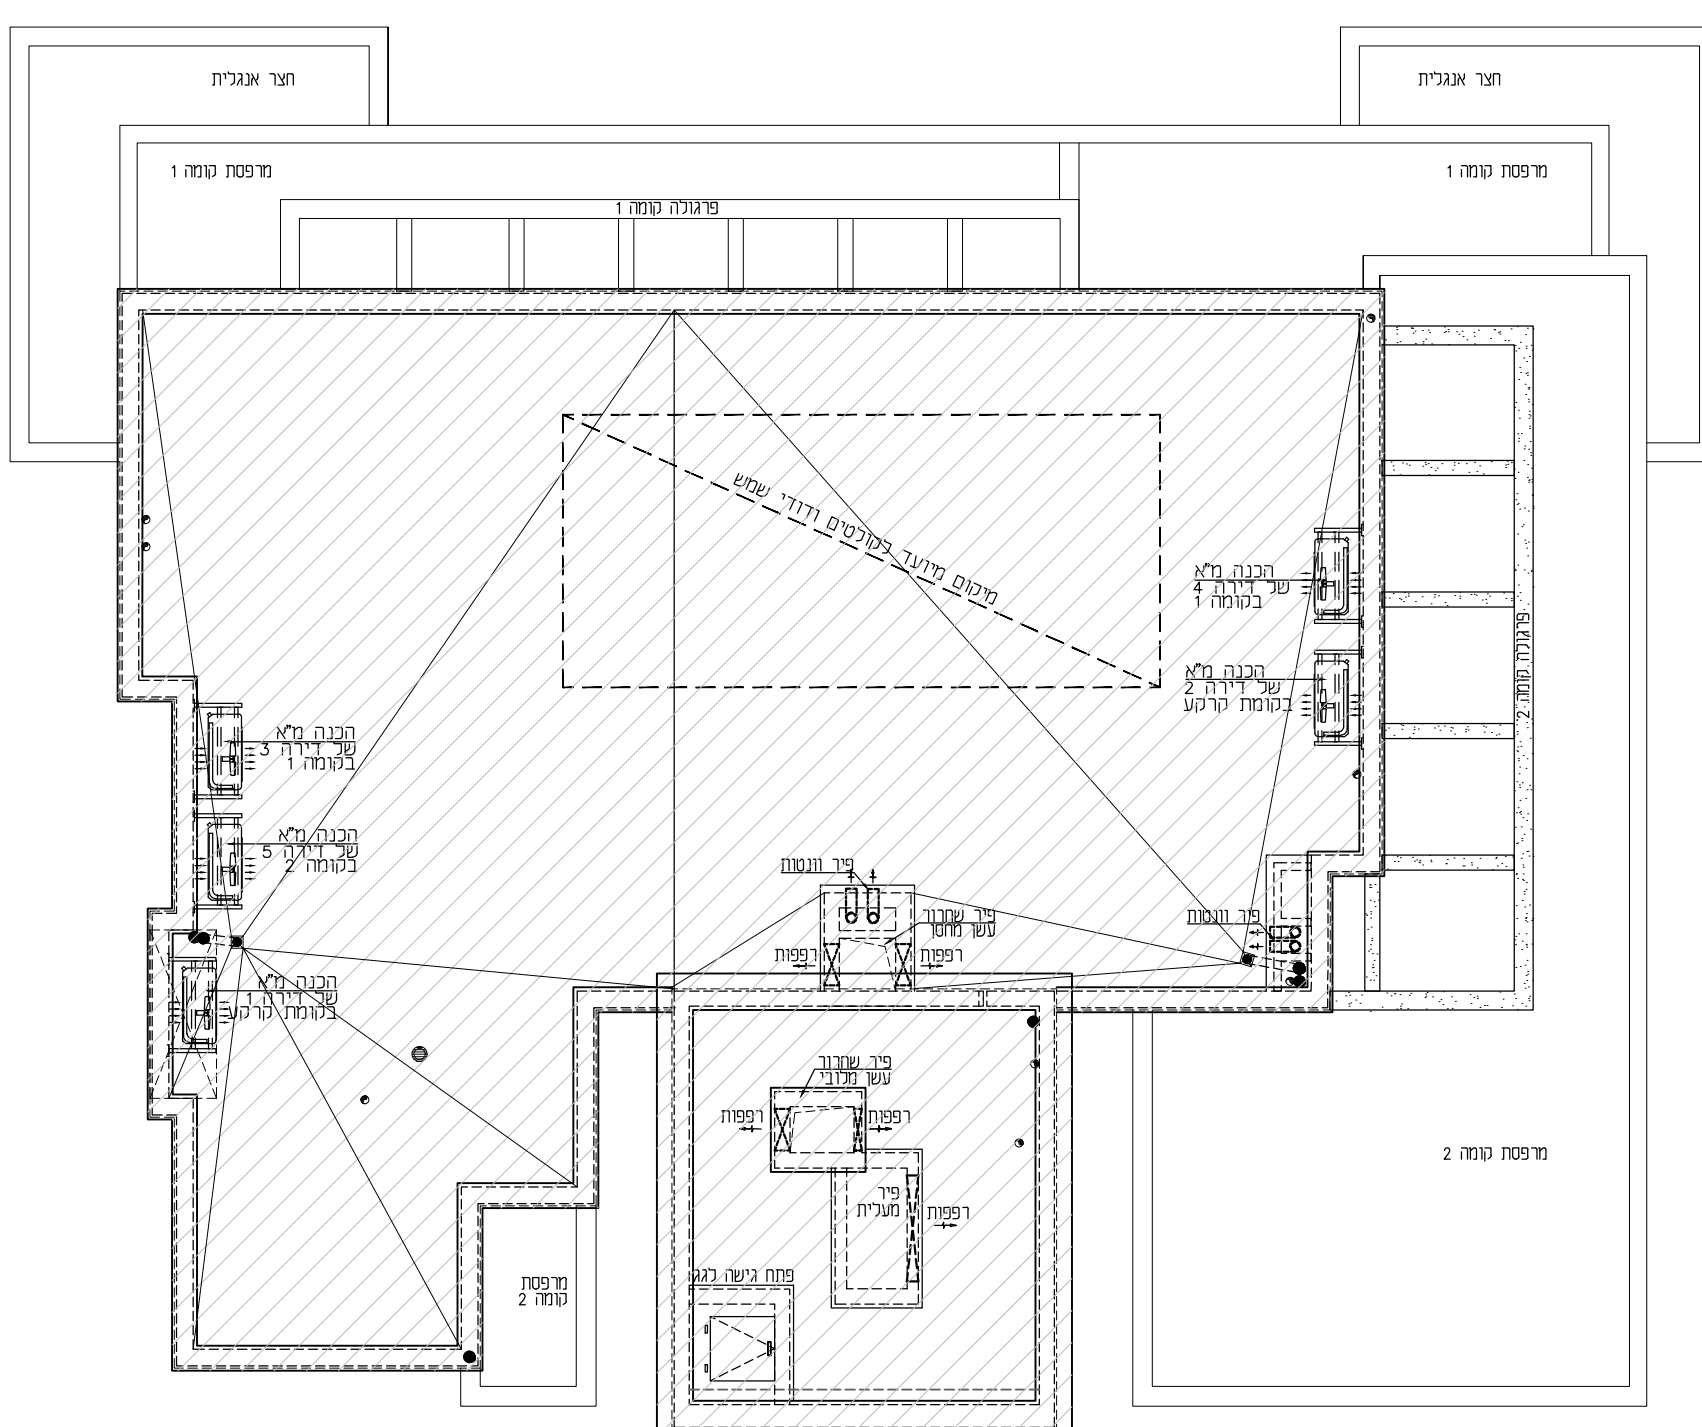 חצר אנגלית
חצר אנגלית
מרפסת קומה 1
מרפסת קומה 1
פרגולה קומה 1
מיקום מיועד לקולטים ודודי שמש
הכנה מ"א
של דירה 4
בקומה 1
הכנה מ"א
של דירה 2
בקומת קרקע
פרגולה קומה 2
הכנה מ"א
של דירה 3
בקומה 1
הכנה מ"א
של דירה 5
בקומה 2
הכנה מ"א
של דירה 1
בקומת קרקע
פיר וונטות
פיר שחרור
עשן מחסן
רפפות
רפפות
פיר וונטות
פיר שחרור
עשן מלובי
רפפות
רפפות
פיר
מעלית
רפפות
פתח גישה לגג
מרפסת
קומה 2
מרפסת קומה 2